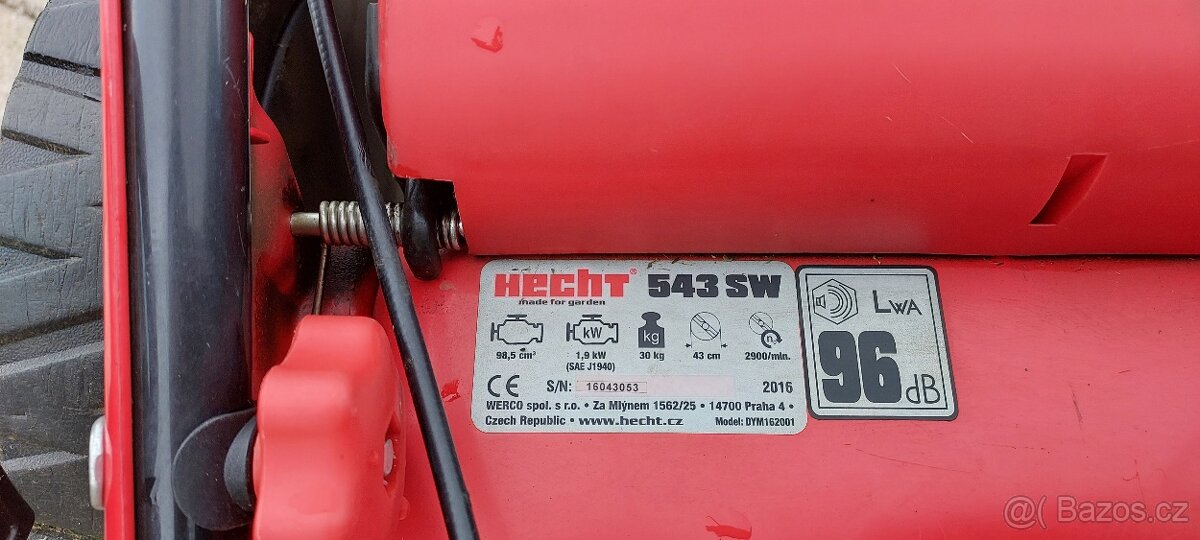 HECHT® 543 SW
made for garden
kW
kg
n
98,5 cm³ 1,9 kW 30 kg 43 cm 2900/min.
(SAE J1940)
CE S/N: 16043053 2016
WERCO spol. s r.o. • Za Mlýnem 1562/25 • 14700 Praha 4 •
Czech Republic • www.hecht.cz Model: DYM162001
LWA
96 dB
@ Bazos.cz